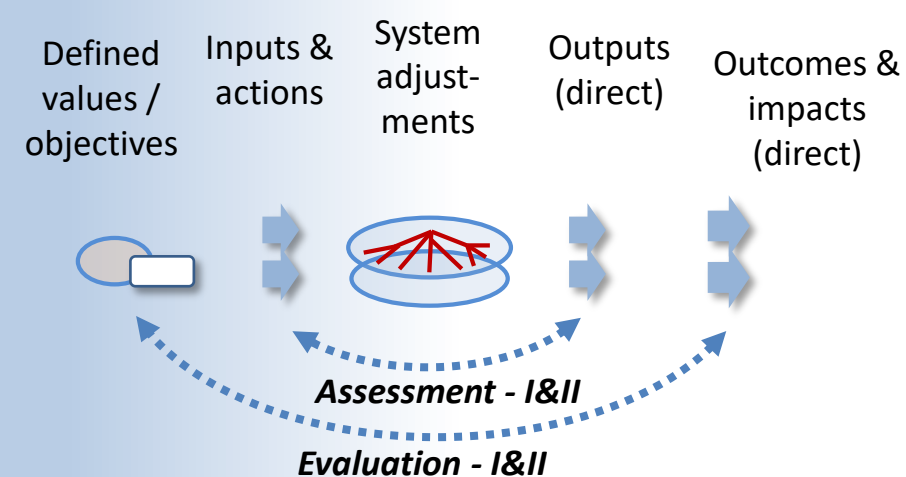 Defined
values /
objectives
Inputs &
actions
System
adjust-
ments
Outputs
(direct)
Outcomes &
impacts
(direct)
Assessment - I&II
Evaluation - I&II